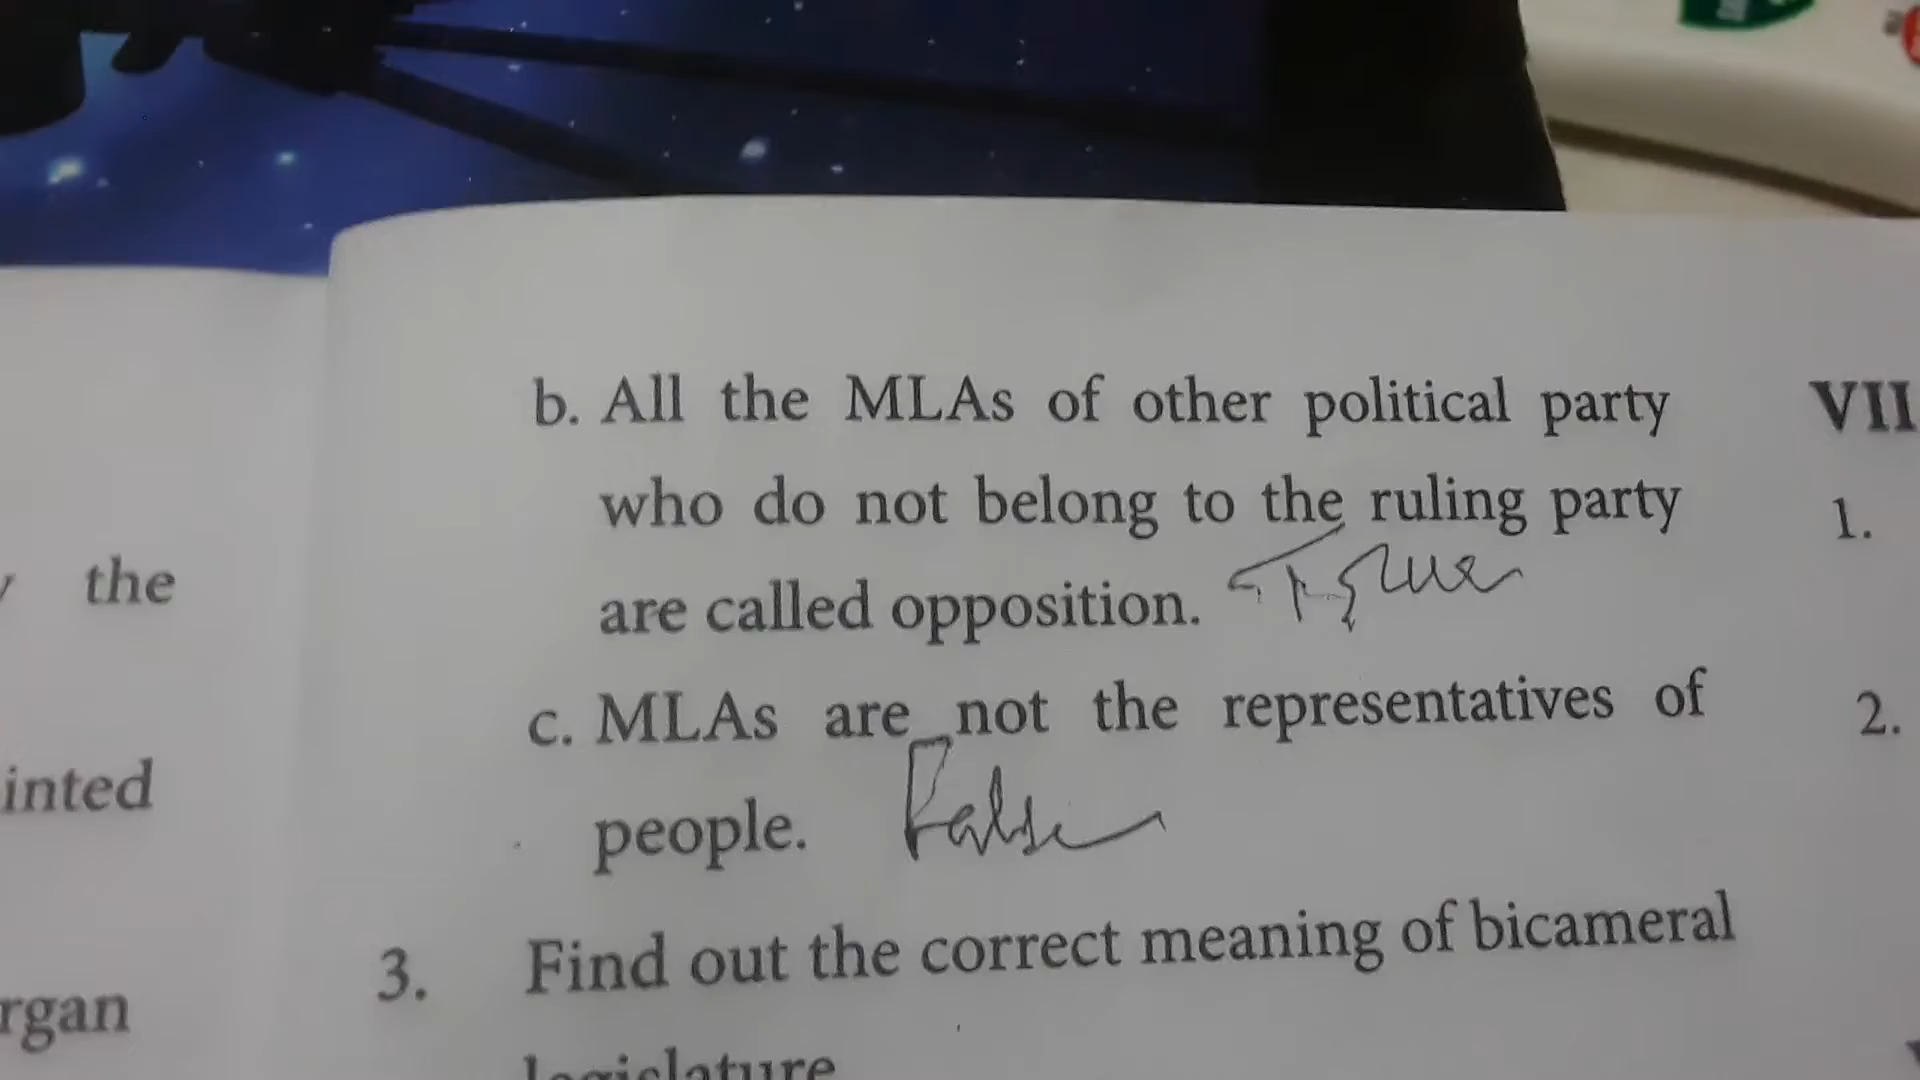 b. All the MLAs of other political party
who do not belong to the ruling party
are called opposition. True
c. MLAs are not the representatives of
people. False
3. Find out the correct meaning of bicameral
legislature
the
inted
rgan
VII
1.
2.